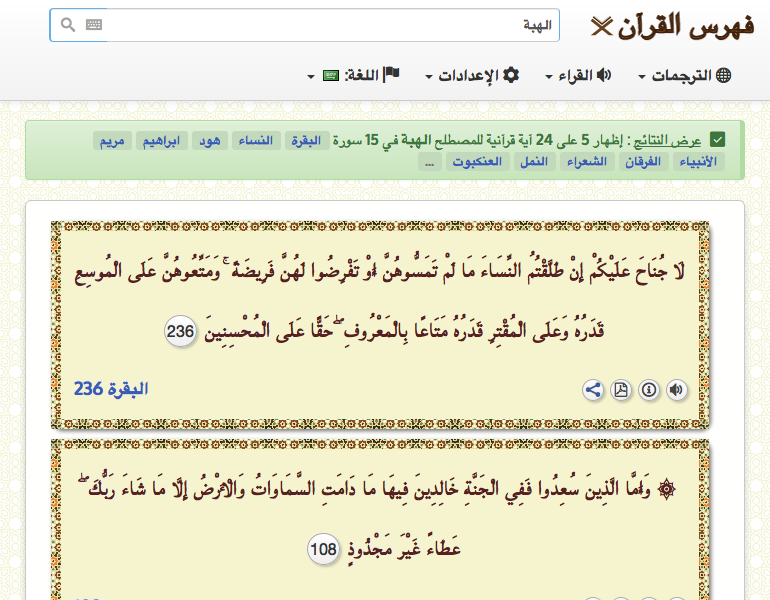 فهرس القرآن
الهبة
الترجمات القراء الإعدادات اللغة:
عرض النتائج : إظهار 5 على 24 آية قرآنية للمصطلح الهبة في 15 سورة البقرة النساء هود ابراهيم مريم
الأنبياء الفرقان الشعراء النمل العنكبوت ...
لَا جُنَاحَ عَلَيْكُمْ إِنْ طَلَّقْتُمُ النِّسَاءَ مَا لَمْ تَمَسُّوهُنَّ أَوْ تَفْرِضُوا لَهُنَّ فَرِيضَةً ۚ وَمَتِّعُوهُنَّ عَلَى الْمُوسِعِ
قَدَرُهُ وَعَلَى الْمُقْتِرِ قَدَرُهُ مَتَاعًا بِالْمَعْرُوفِ ۖ حَقًّا عَلَى الْمُحْسِنِينَ 236
البقرة 236
۞ وَأَمَّا الَّذِينَ سُعِدُوا فَفِي الْجَنَّةِ خَالِدِينَ فِيهَا مَا دَامَتِ السَّمَاوَاتُ وَالْأَرْضُ إِلَّا مَا شَاءَ رَبُّكَ ۖ
عَطَاءً غَيْرَ مَجْذُوذٍ 108